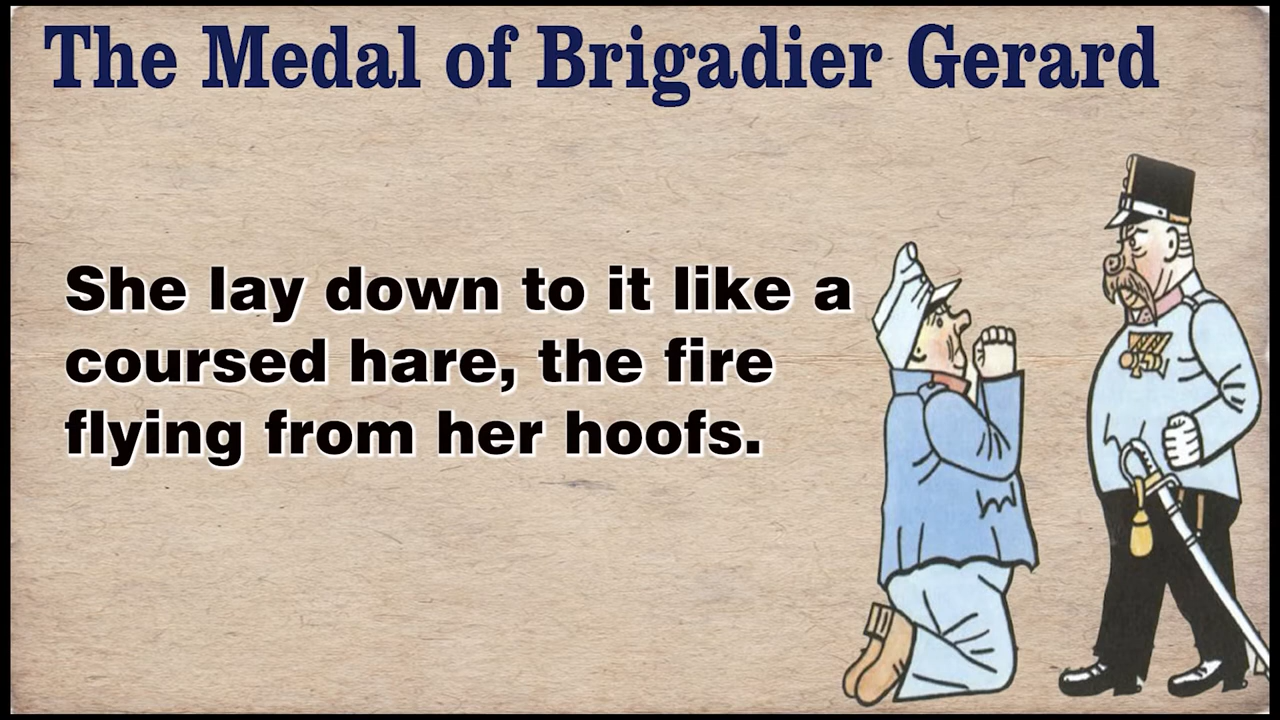 The Medal of Brigadier Gerard
She lay down to it like a
coursed hare, the fire
flying from her hoofs.